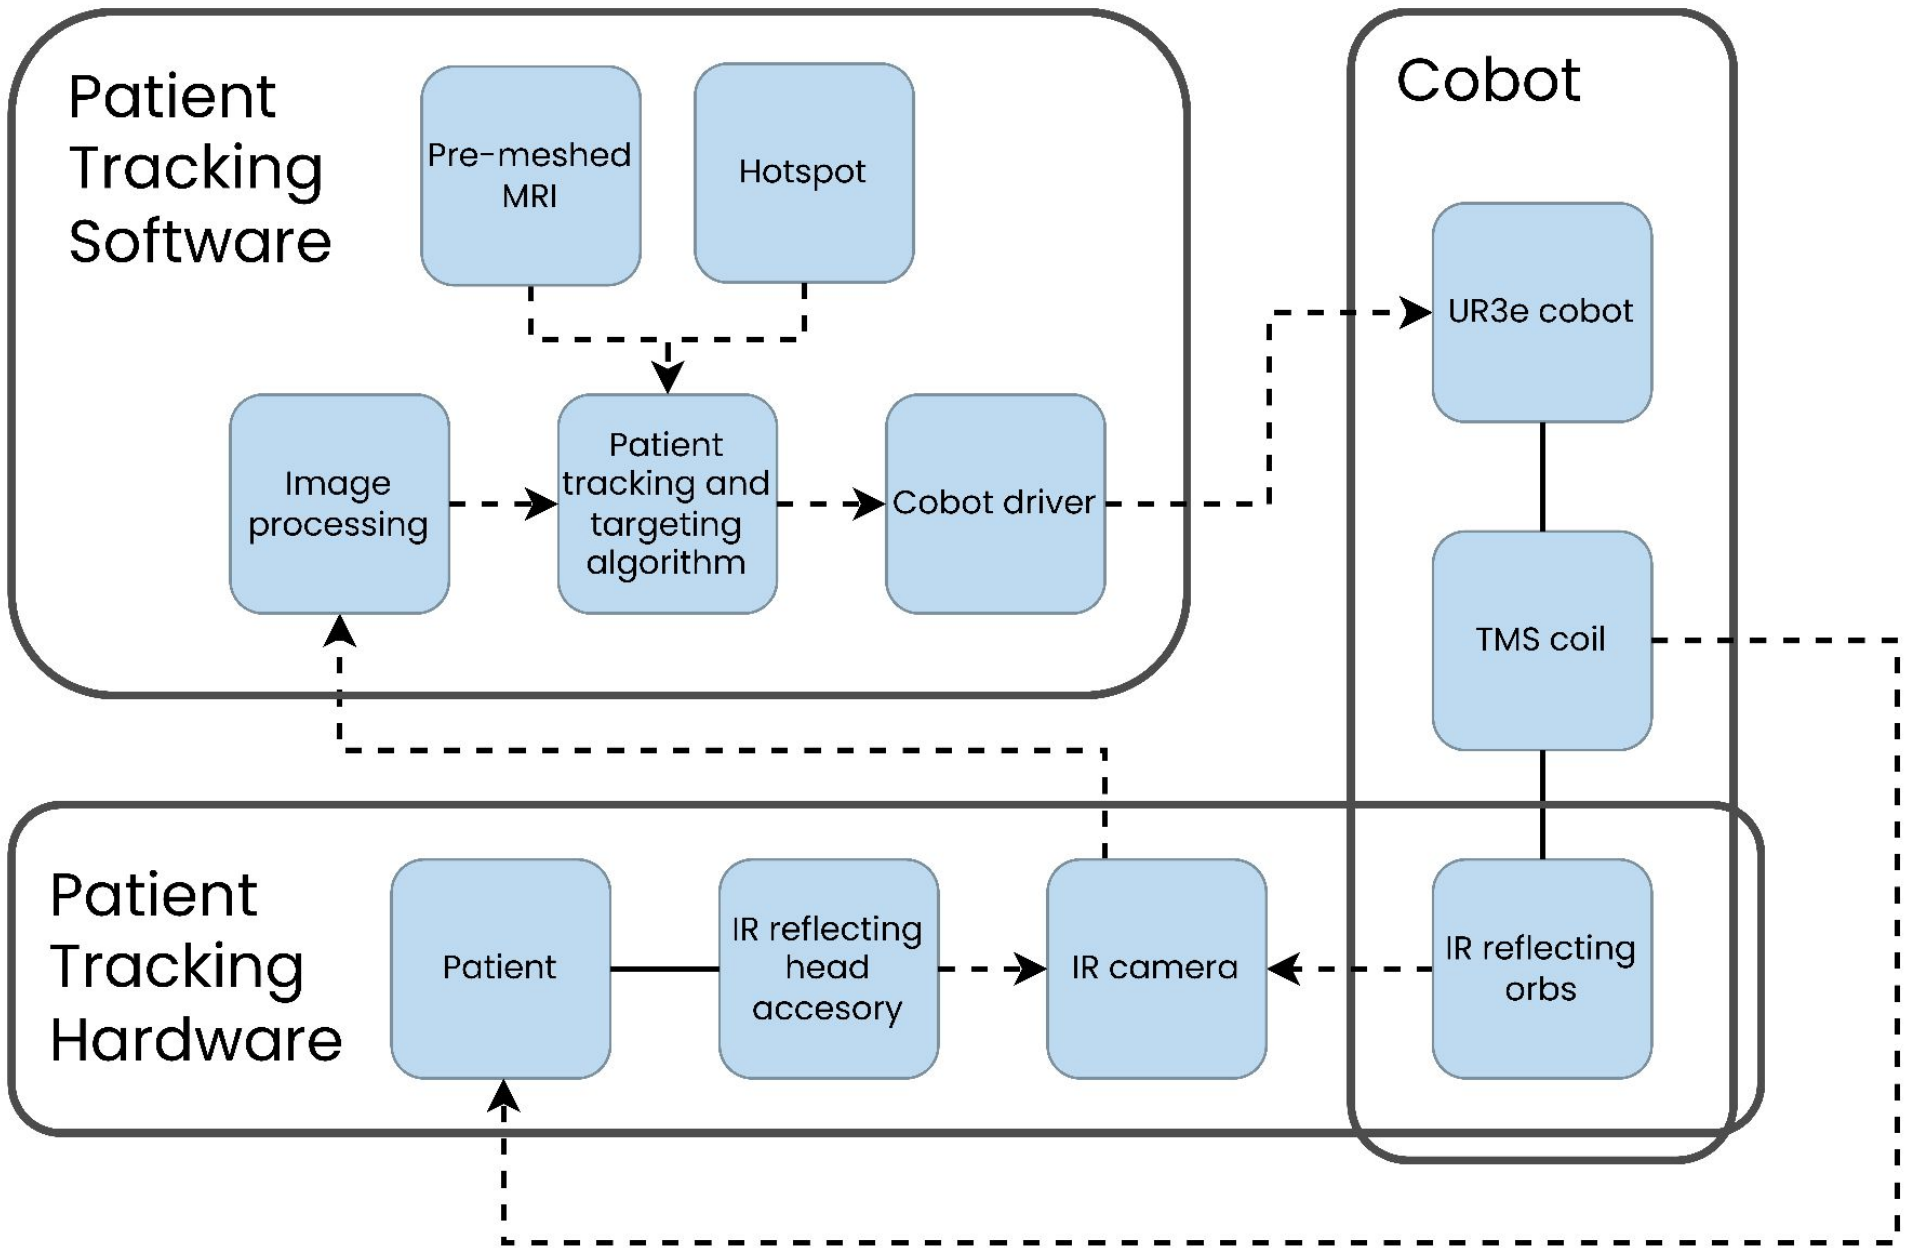 Patient
Tracking
Software
Pre-meshed
MRI
Hotspot
Image
processing
Patient
tracking and
targeting
algorithm
Cobot driver
Cobot
UR3e cobot
TMS coil
Patient
Tracking
Hardware
Patient
IR reflecting
head
accesory
IR camera
IR reflecting
orbs